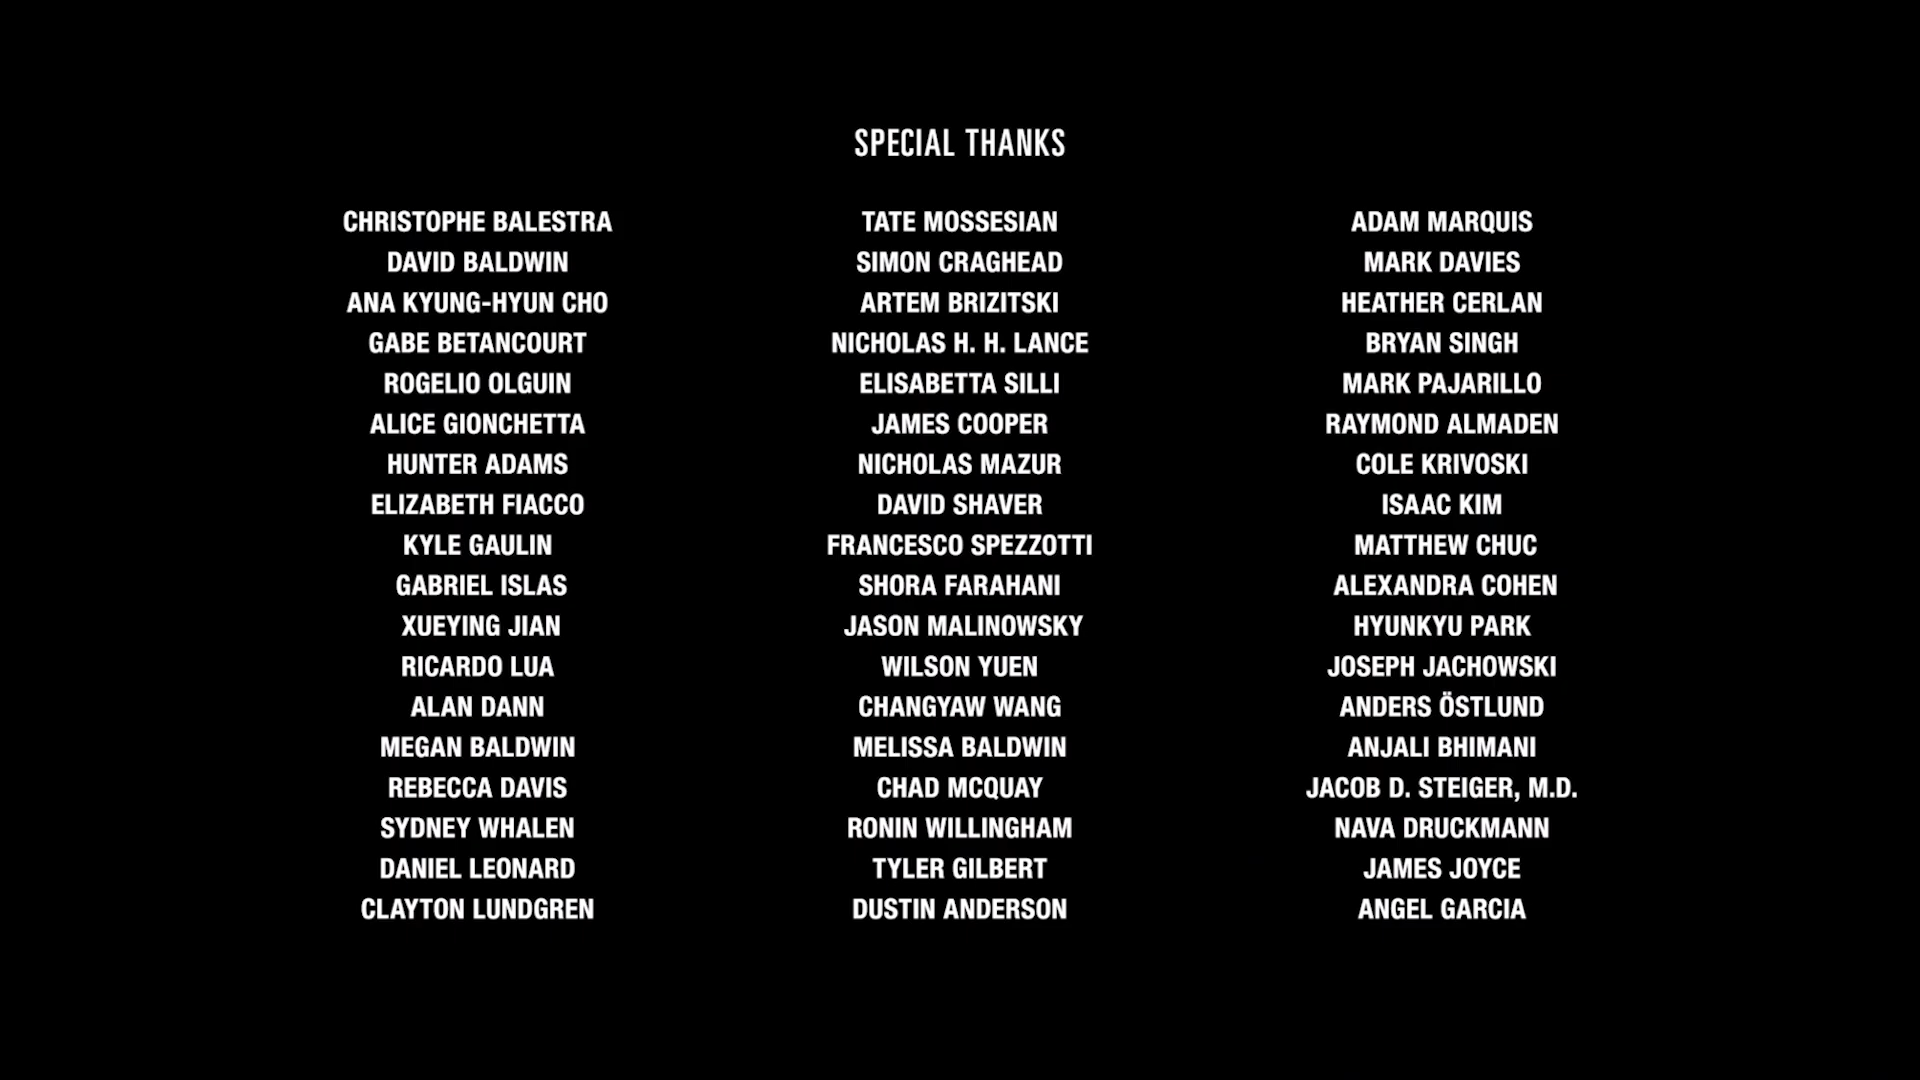 SPECIAL THANKS
CHRISTOPHE BALESTRA
DAVID BALDWIN
ANA KYUNG-HYUN CHO
GABE BETANCOURT
ROGELIO OLGUIN
ALICE GIONCHETTA
HUNTER ADAMS
ELIZABETH FIACCO
KYLE GAULIN
GABRIEL ISLAS
XUEYING JIAN
RICARDO LUA
ALAN DANN
MEGAN BALDWIN
REBECCA DAVIS
SYDNEY WHALEN
DANIEL LEONARD
CLAYTON LUNDGREN
TATE MOSSESIAN
SIMON CRAGHEAD
ARTEM BRIZITSKI
NICHOLAS H. H. LANCE
ELISABETTA SILLI
JAMES COOPER
NICHOLAS MAZUR
DAVID SHAVER
FRANCESCO SPEZZOTTI
SHORA FARAHANI
JASON MALINOWSKY
WILSON YUEN
CHANGYAW WANG
MELISSA BALDWIN
CHAD MCQUAY
RONIN WILLINGHAM
TYLER GILBERT
DUSTIN ANDERSON
ADAM MARQUIS
MARK DAVIES
HEATHER CERLAN
BRYAN SINGH
MARK PAJARILLO
RAYMOND ALMADEN
COLE KRIVOSKI
ISAAC KIM
MATTHEW CHUC
ALEXANDRA COHEN
HYUNKYU PARK
JOSEPH JACHOWSKI
ANDERS ÖSTLUND
ANJALI BHIMANI
JACOB D. STEIGER, M.D.
NAVA DRUCKMANN
JAMES JOYCE
ANGEL GARCIA